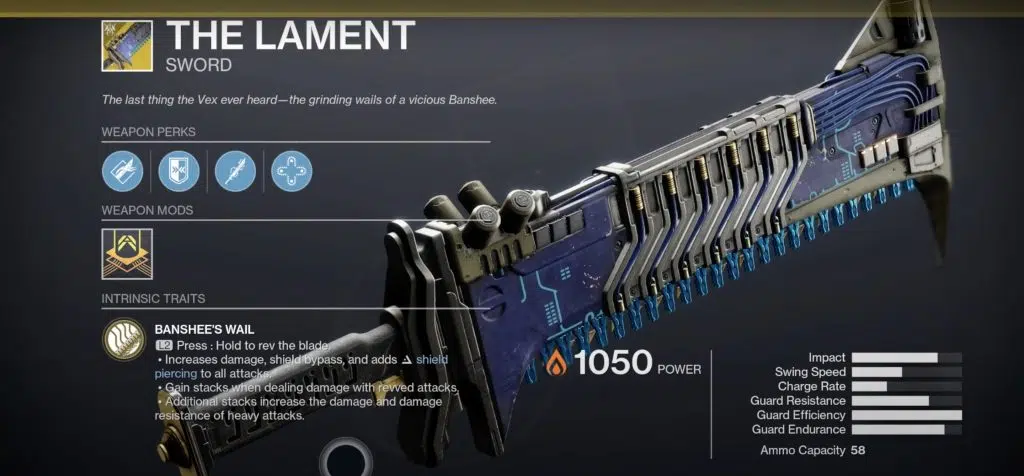 THE LAMENT
SWORD
The last thing the Vex ever heard—the grinding wails of a vicious Banshee.
WEAPON PERKS
WEAPON MODS
INTRINSIC TRAITS
BANSHEE'S WAIL
L2 Press : Hold to rev the blade.
• Increases damage, shield bypass, and adds shield
piercing to all attacks.
• Gain stacks when dealing damage with revved attacks.
• Additional stacks increase the damage and damage
resistance of heavy attacks.
1050 POWER
Impact
Swing Speed
Charge Rate
Guard Resistance
Guard Efficiency
Guard Endurance
Ammo Capacity 58